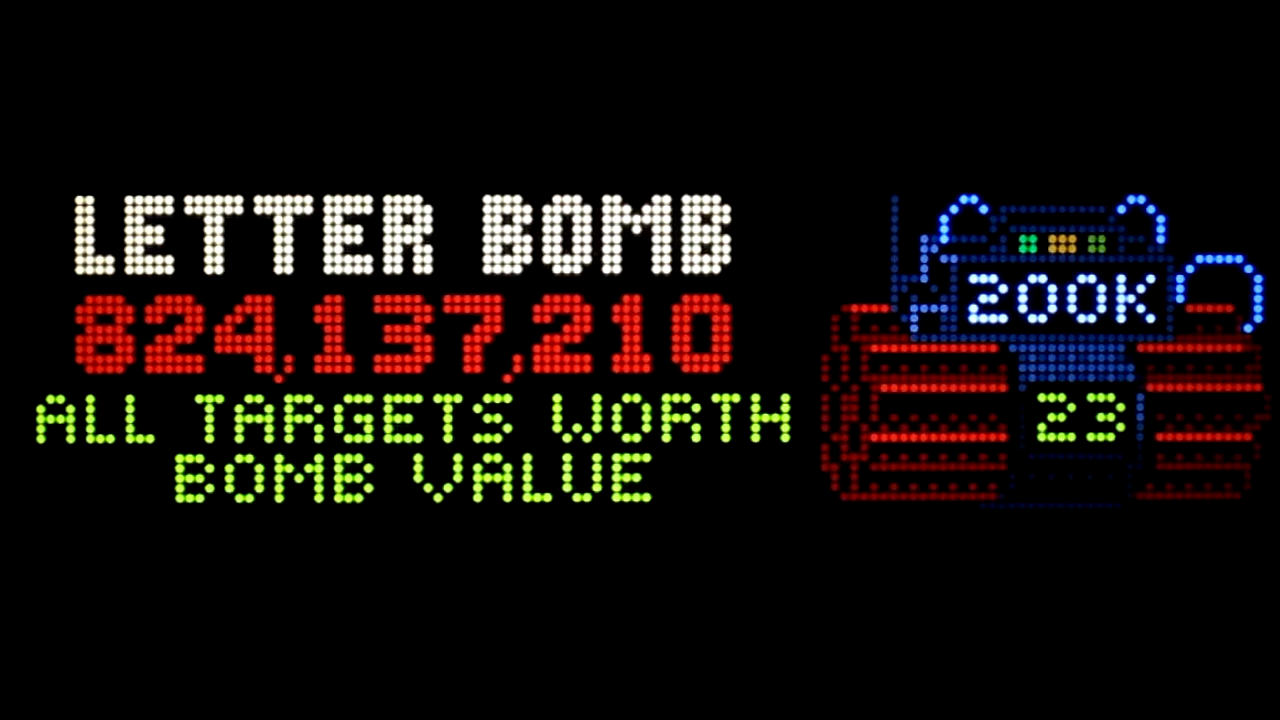 LETTER BOMB
824,137,210
ALL TARGETS WORTH
BOMB VALUE
200K
23